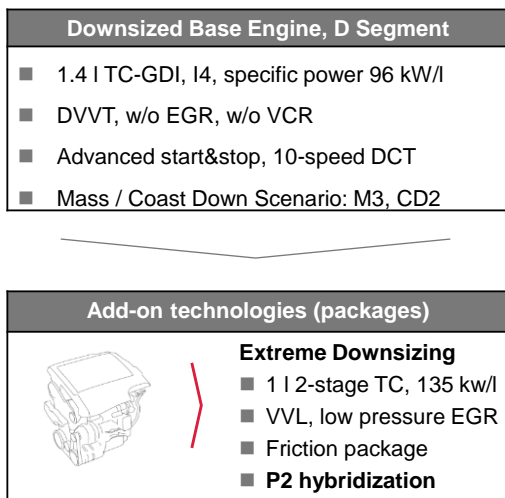 Downsized Base Engine, D Segment
■ 1.4 l TC-GDI, I4, specific power 96 kW/l
■ DVVT, w/o EGR, w/o VCR
■ Advanced start&stop, 10-speed DCT
■ Mass / Coast Down Scenario: M3, CD2
Add-on technologies (packages)
Extreme Downsizing
■ 1 l 2-stage TC, 135 kw/l
■ VVL, low pressure EGR
■ Friction package
■ P2 hybridization